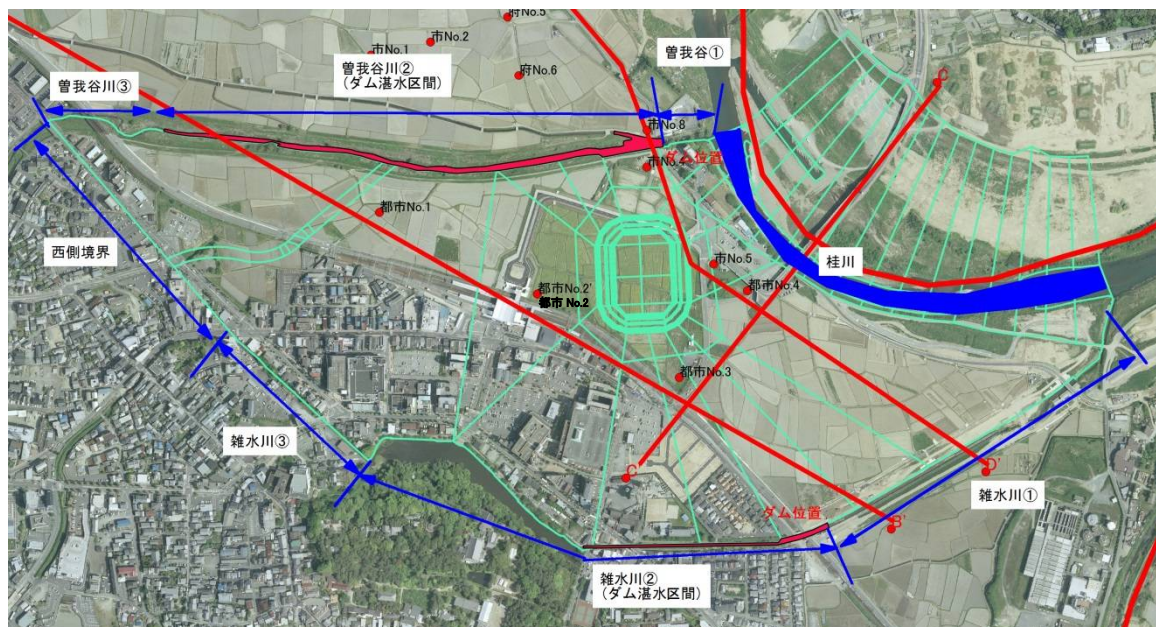 府No.5
市No.2
市No.1
府No.6
曽我谷川②
(ダム湛水区間)
曽我谷①
曽我谷川③
C'
市No.8
市No.4
ダム位置
都市No.1
西側境界
市No.5
桂川
都市No.4
都市No.2'
都市 No.2
都市No.3
雑水川③
C
D'
雑水川①
ダム位置
B'
雑水川②
(ダム湛水区間)